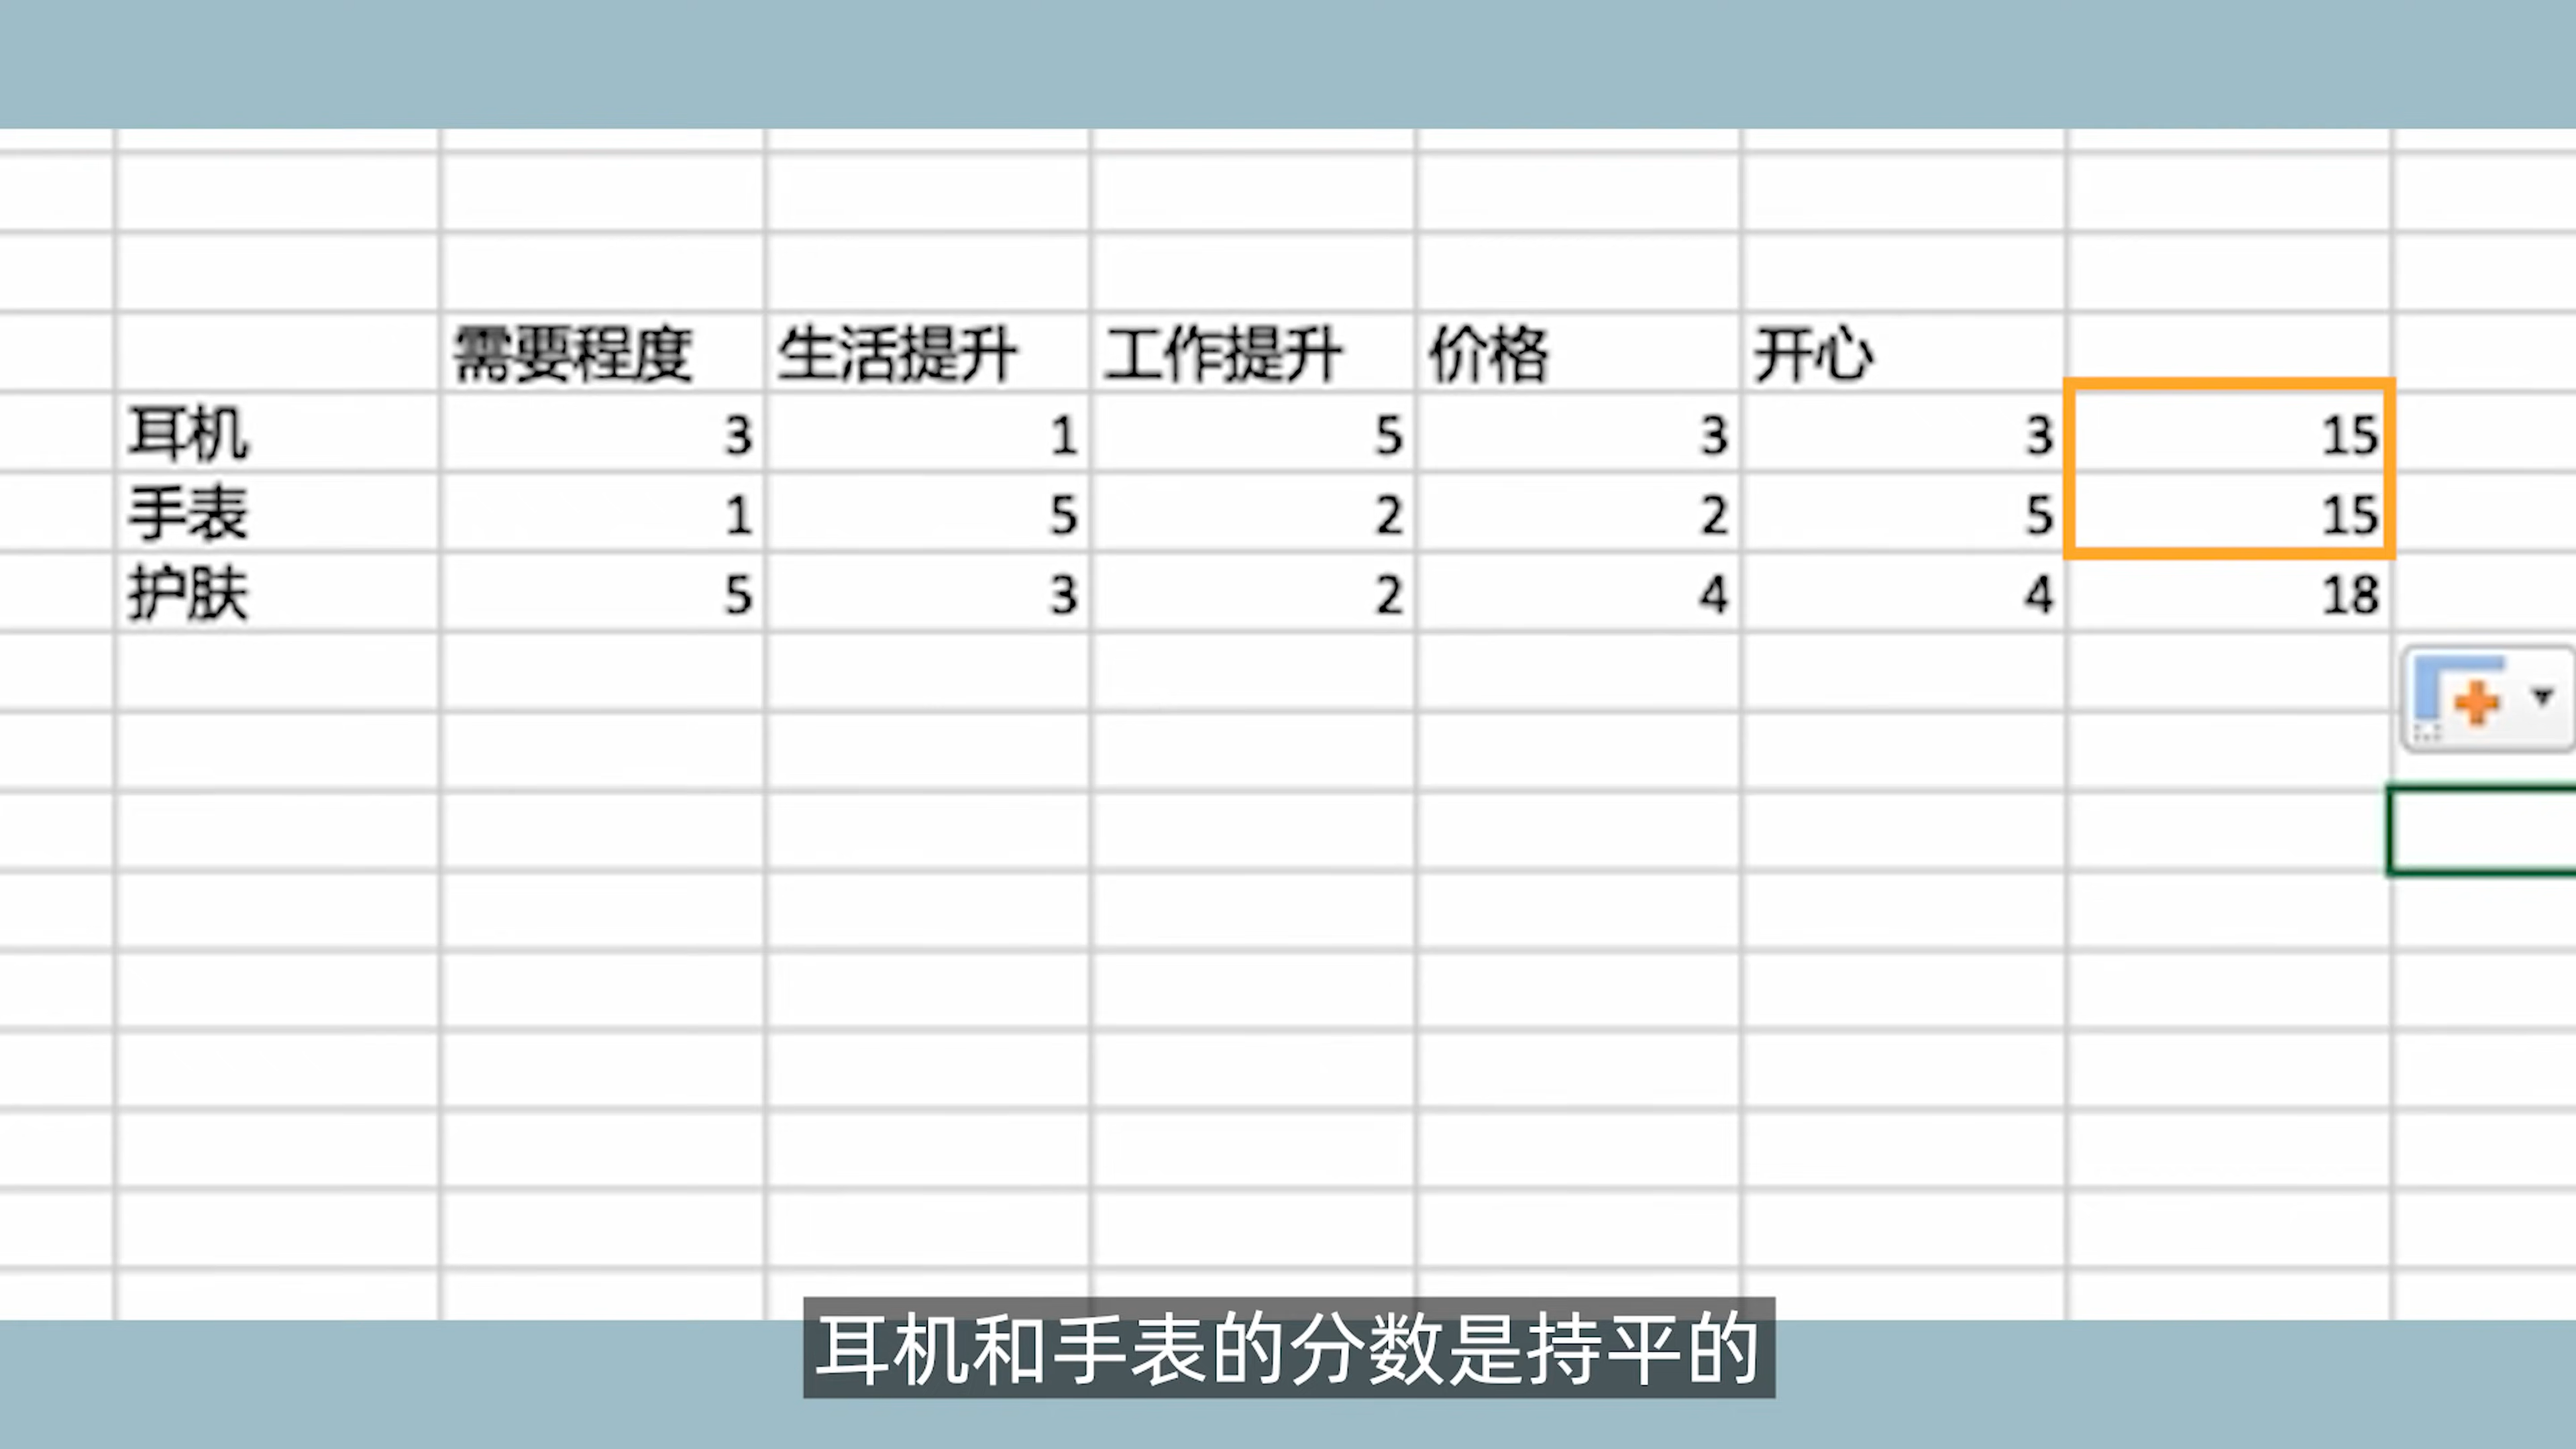 需要程度 生活提升 工作提升 价格 开心
耳机 3 1 5 3 3 15
手表 1 5 2 2 5 15
护肤 5 3 2 4 4 18
耳机和手表的分数是持平的